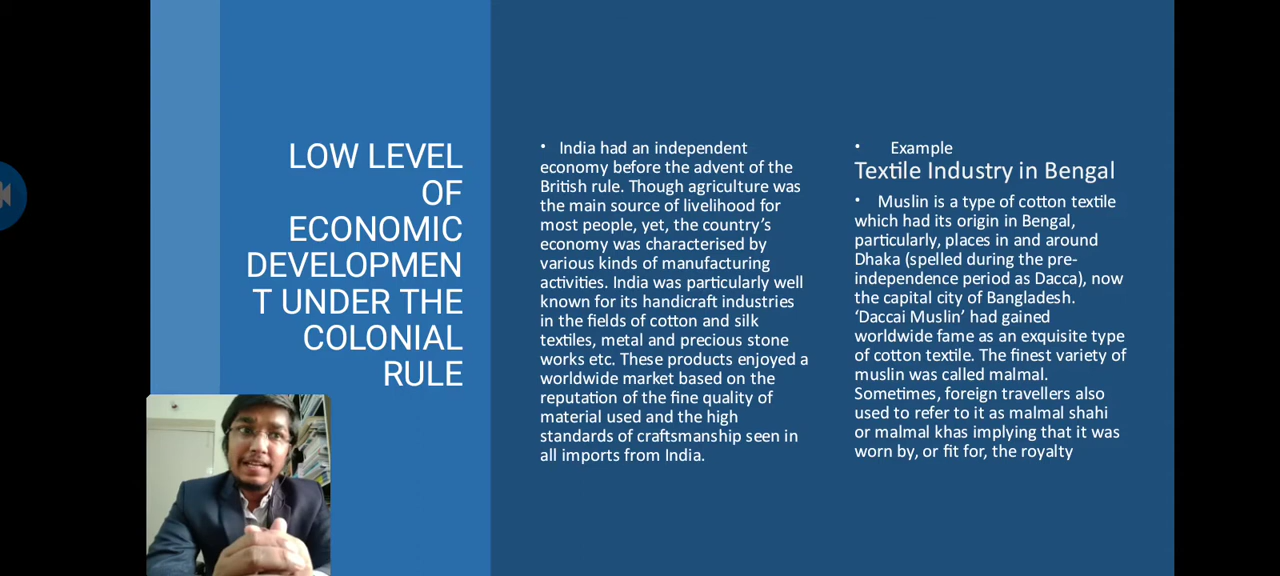 LOW LEVEL
OF
ECONOMIC
DEVELOPMEN
T UNDER THE
COLONIAL
RULE
• India had an independent
economy before the advent of the
British rule. Though agriculture was
the main source of livelihood for
most people, yet, the country's
economy was characterised by
various kinds of manufacturing
activities. India was particularly well
known for its handicraft industries
in the fields of cotton and silk
textiles, metal and precious stone
works etc. These products enjoyed a
worldwide market based on the
reputation of the fine quality of
material used and the high
standards of craftsmanship seen in
all imports from India.
• Example
Textile Industry in Bengal
• Muslin is a type of cotton textile
which had its origin in Bengal,
particularly, places in and around
Dhaka (spelled during the pre-
independence period as Dacca), now
the capital city of Bangladesh.
‘Daccai Muslin’ had gained
worldwide fame as an exquisite type
of cotton textile. The finest variety of
muslin was called malmal.
Sometimes, foreign travellers also
used to refer to it as malmal shahi
or malmal khas implying that it was
worn by, or fit for, the royalty